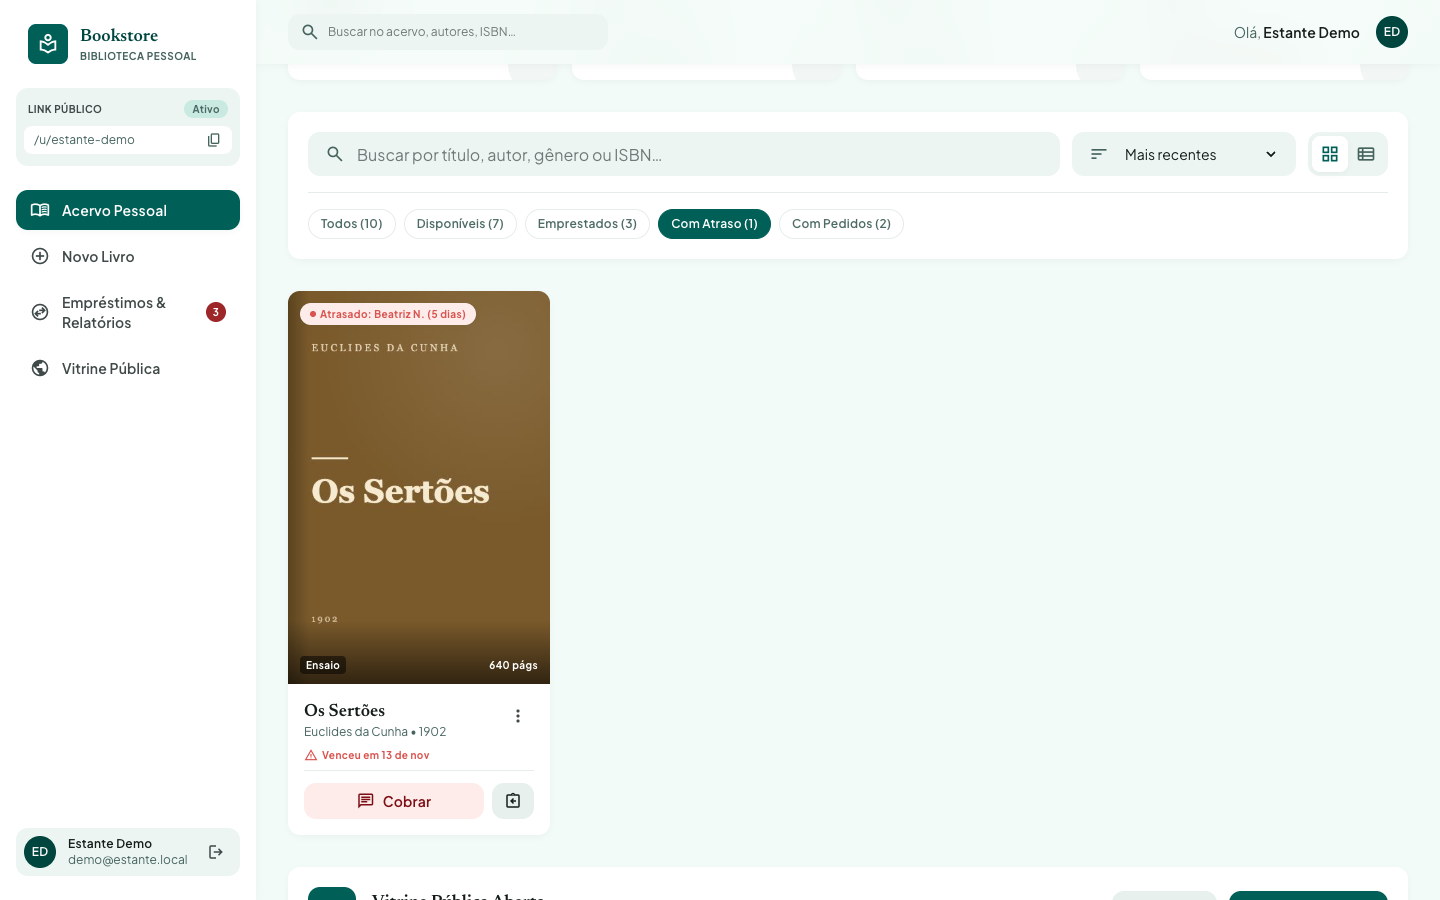 Bookstore
BIBLIOTECA PESSOAL
LINK PÚBLICO
Ativo
/u/estante-demo
Acervo Pessoal
Novo Livro
Empréstimos &
Relatórios
3
Vitrine Pública
ED
Estante Demo
demo@estante.local
Buscar no acervo, autores, ISBN...
Olá, Estante Demo
ED
Buscar por título, autor, gênero ou ISBN...
Mais recentes
Todos (10)
Disponíveis (7)
Emprestados (3)
Com Atraso (1)
Com Pedidos (2)
Atrasado: Beatriz N. (5 dias)
EUCLIDES DA CUNHA
Os Sertões
1902
Ensaio
640 págs
Os Sertões
Euclides da Cunha • 1902
Venceu em 13 de nov
Cobrar
Vitrine Pública Aberta